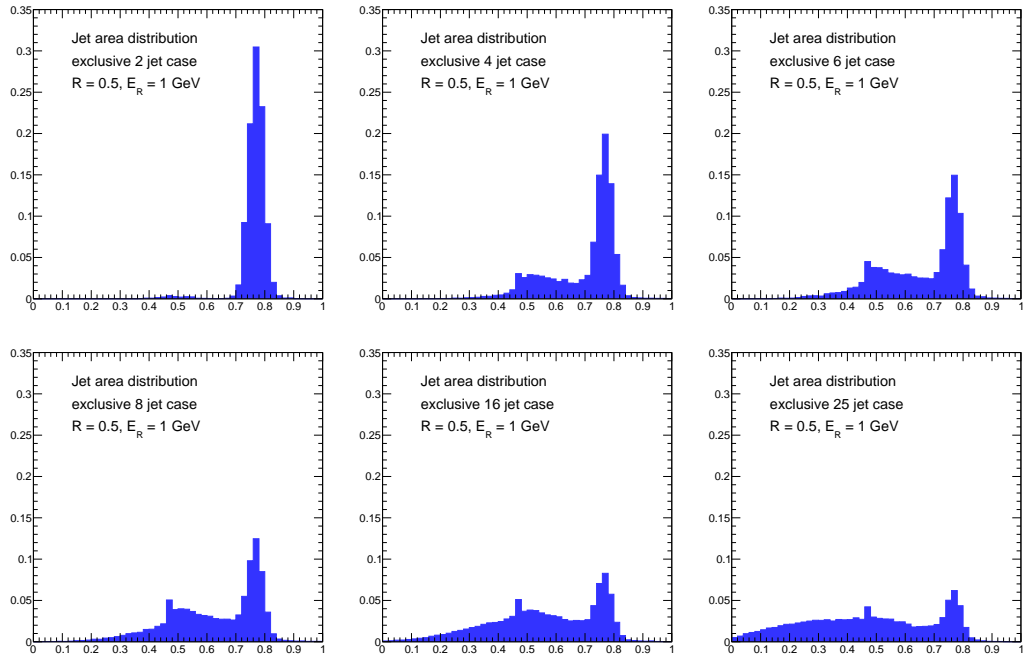 0.35
0.3
0.25
0.2
0.15
0.1
0.05
0
0 0.1 0.2 0.3 0.4 0.5 0.6 0.7 0.8 0.9 1
Jet area distribution
exclusive 2 jet case
R = 0.5, E_R = 1 GeV
0.35
0.3
0.25
0.2
0.15
0.1
0.05
0
0 0.1 0.2 0.3 0.4 0.5 0.6 0.7 0.8 0.9 1
Jet area distribution
exclusive 4 jet case
R = 0.5, E_R = 1 GeV
0.35
0.3
0.25
0.2
0.15
0.1
0.05
0
0 0.1 0.2 0.3 0.4 0.5 0.6 0.7 0.8 0.9 1
Jet area distribution
exclusive 6 jet case
R = 0.5, E_R = 1 GeV
0.35
0.3
0.25
0.2
0.15
0.1
0.05
0
0 0.1 0.2 0.3 0.4 0.5 0.6 0.7 0.8 0.9 1
Jet area distribution
exclusive 8 jet case
R = 0.5, E_R = 1 GeV
0.35
0.3
0.25
0.2
0.15
0.1
0.05
0
0 0.1 0.2 0.3 0.4 0.5 0.6 0.7 0.8 0.9 1
Jet area distribution
exclusive 16 jet case
R = 0.5, E_R = 1 GeV
0.35
0.3
0.25
0.2
0.15
0.1
0.05
0
0 0.1 0.2 0.3 0.4 0.5 0.6 0.7 0.8 0.9 1
Jet area distribution
exclusive 25 jet case
R = 0.5, E_R = 1 GeV